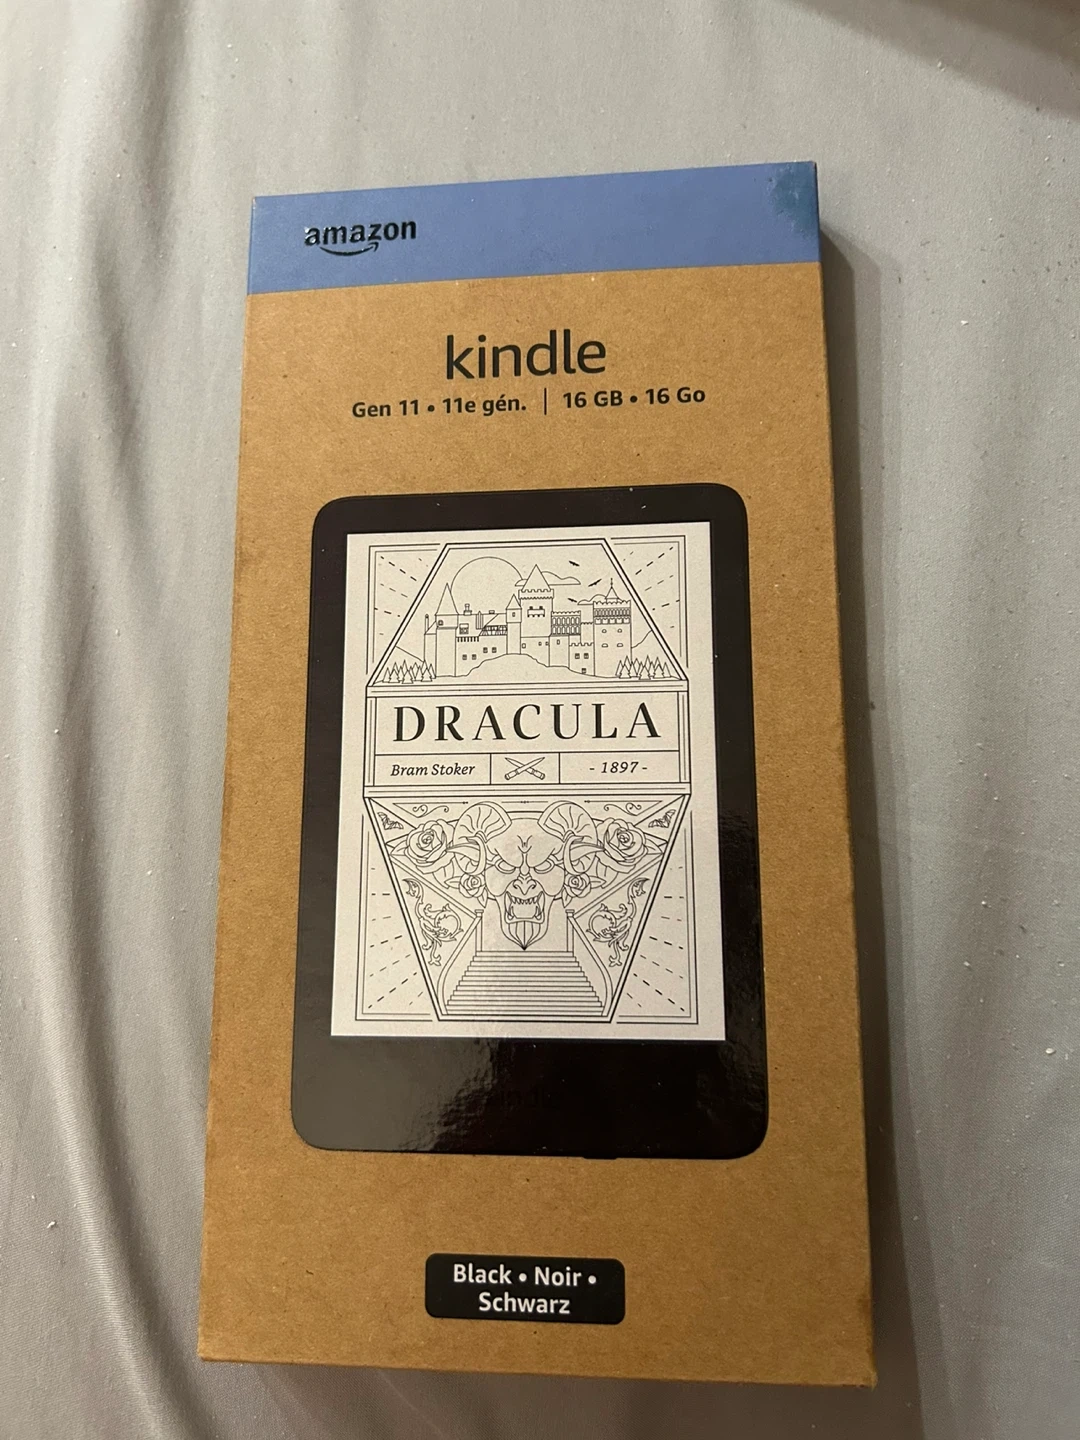 amazon
kindle
Gen 11 • 11e gén. | 16 GB • 16 Go
DRACULA
Bram Stoker
- 1897 -
Black • Noir •
Schwarz